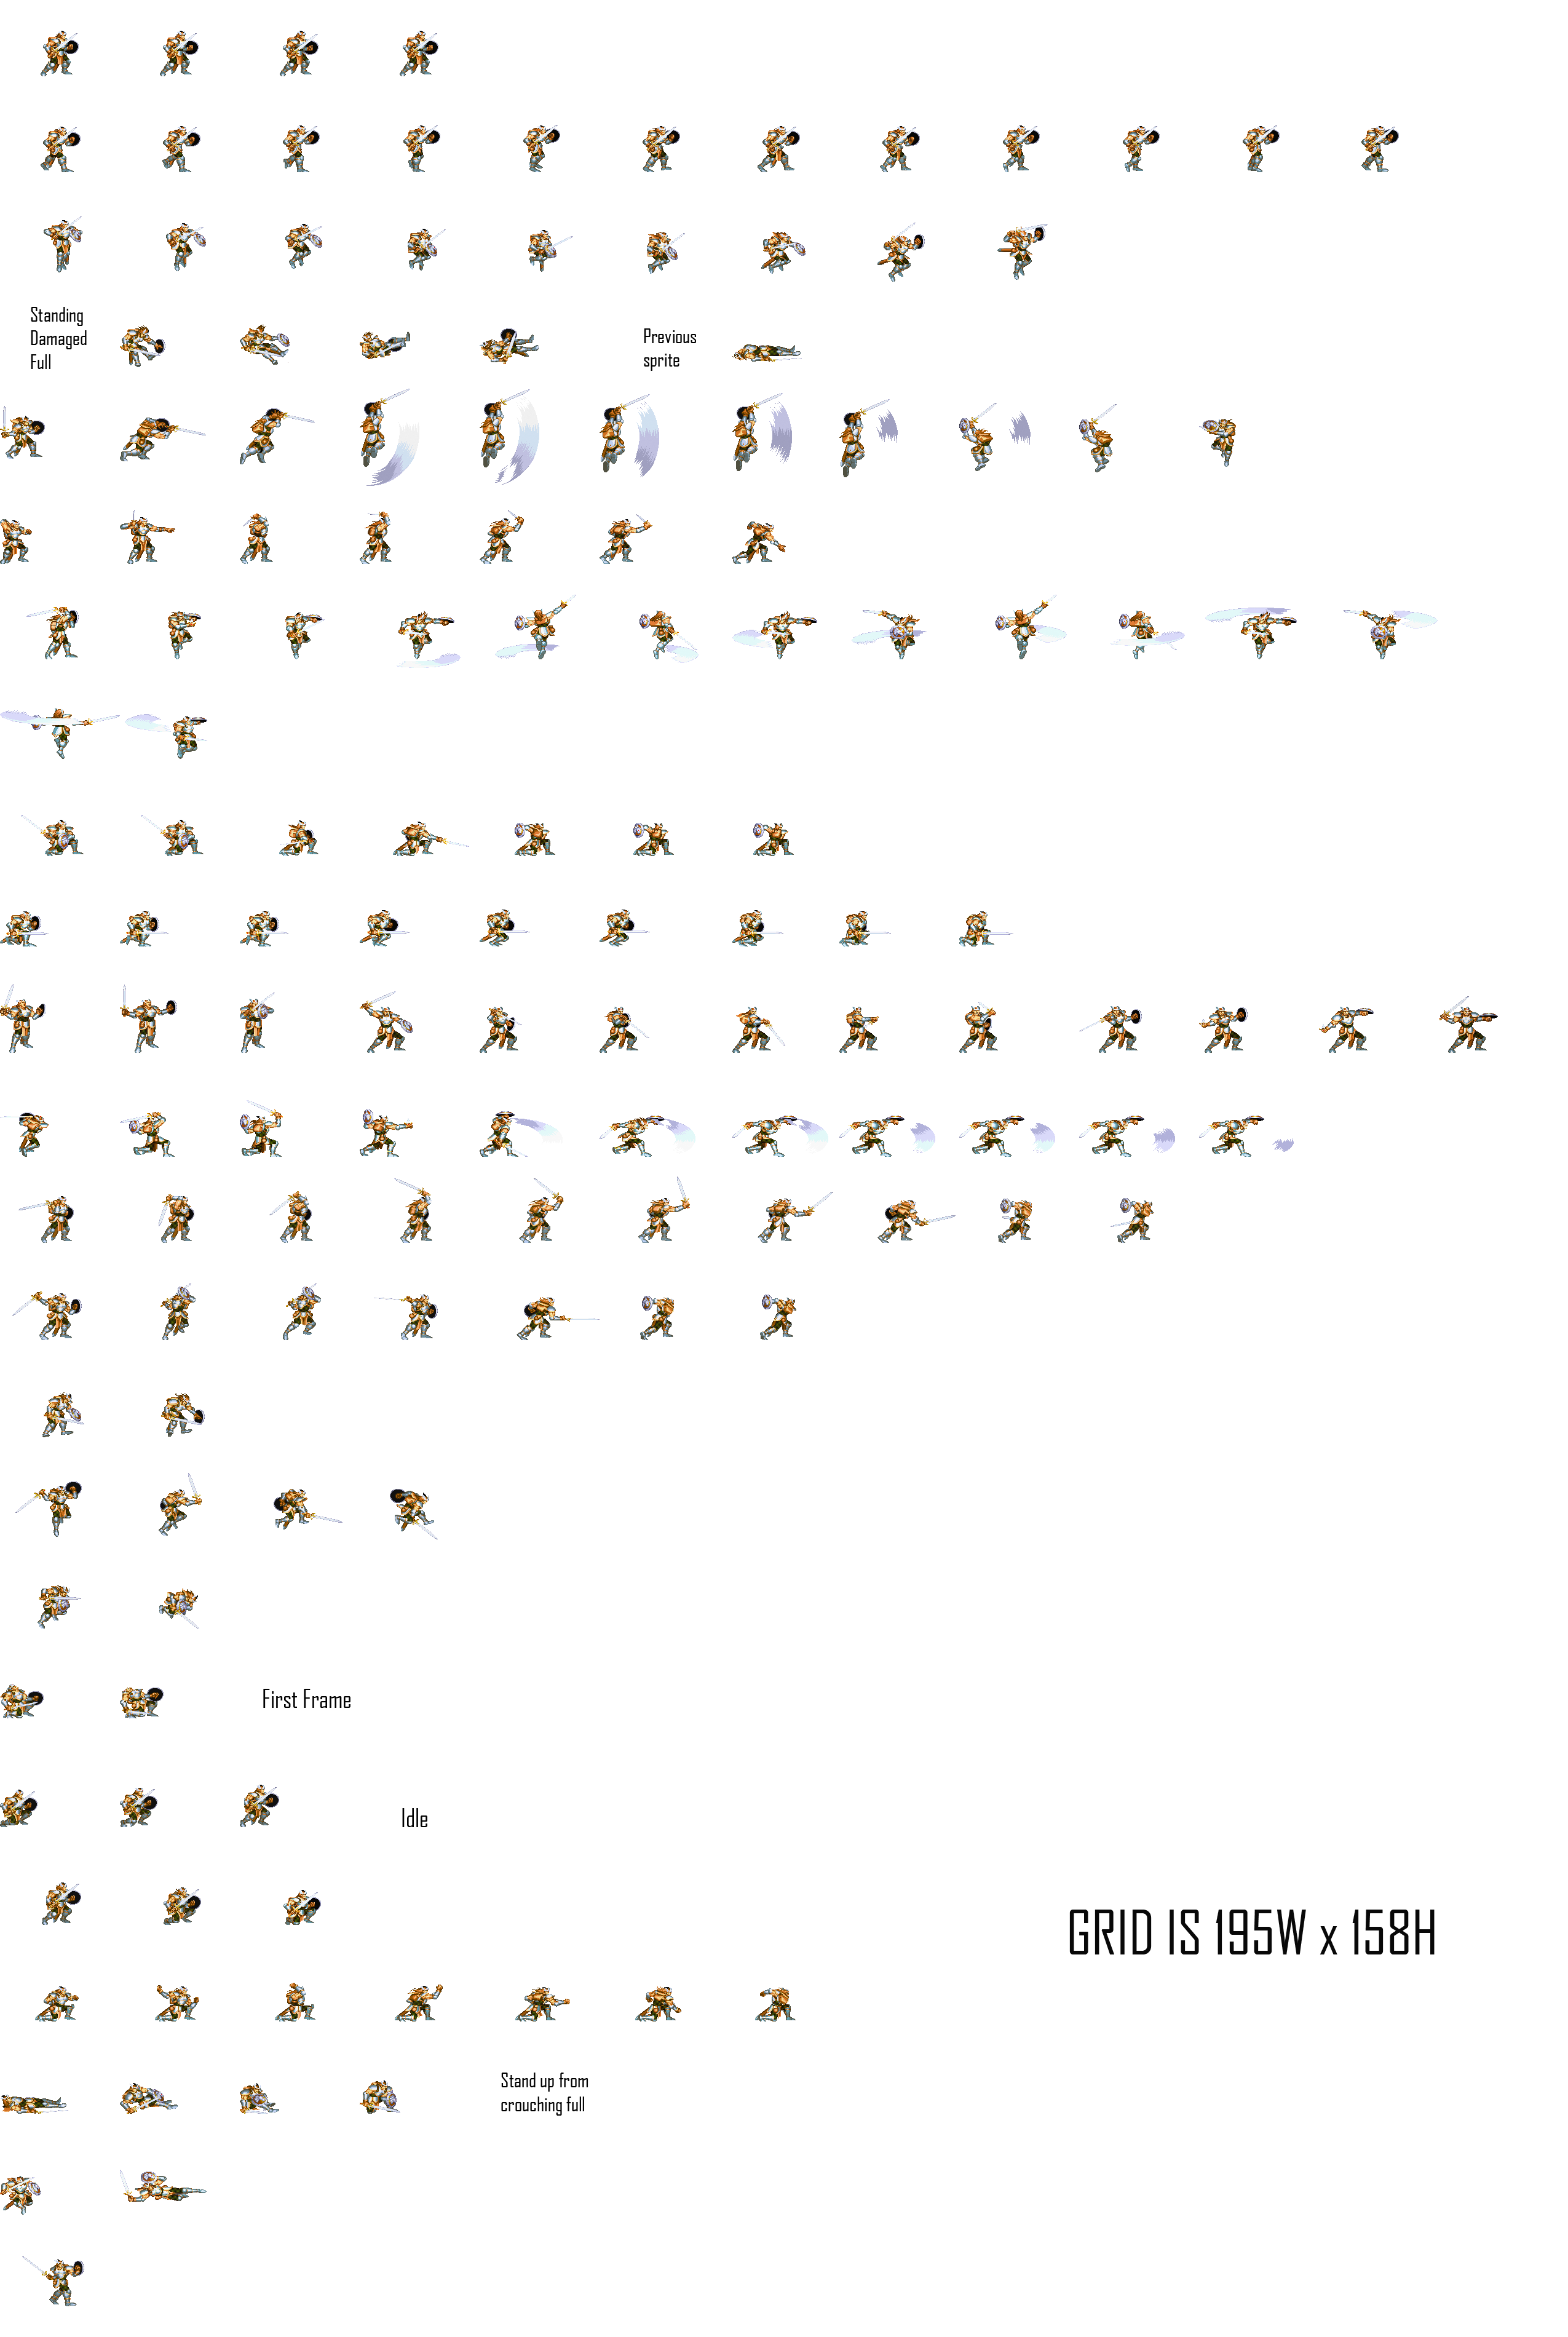 Standing
Damaged
Full
Previous
sprite
First Frame
Idle
GRID IS 195W x 158H
Stand up from
crouching full